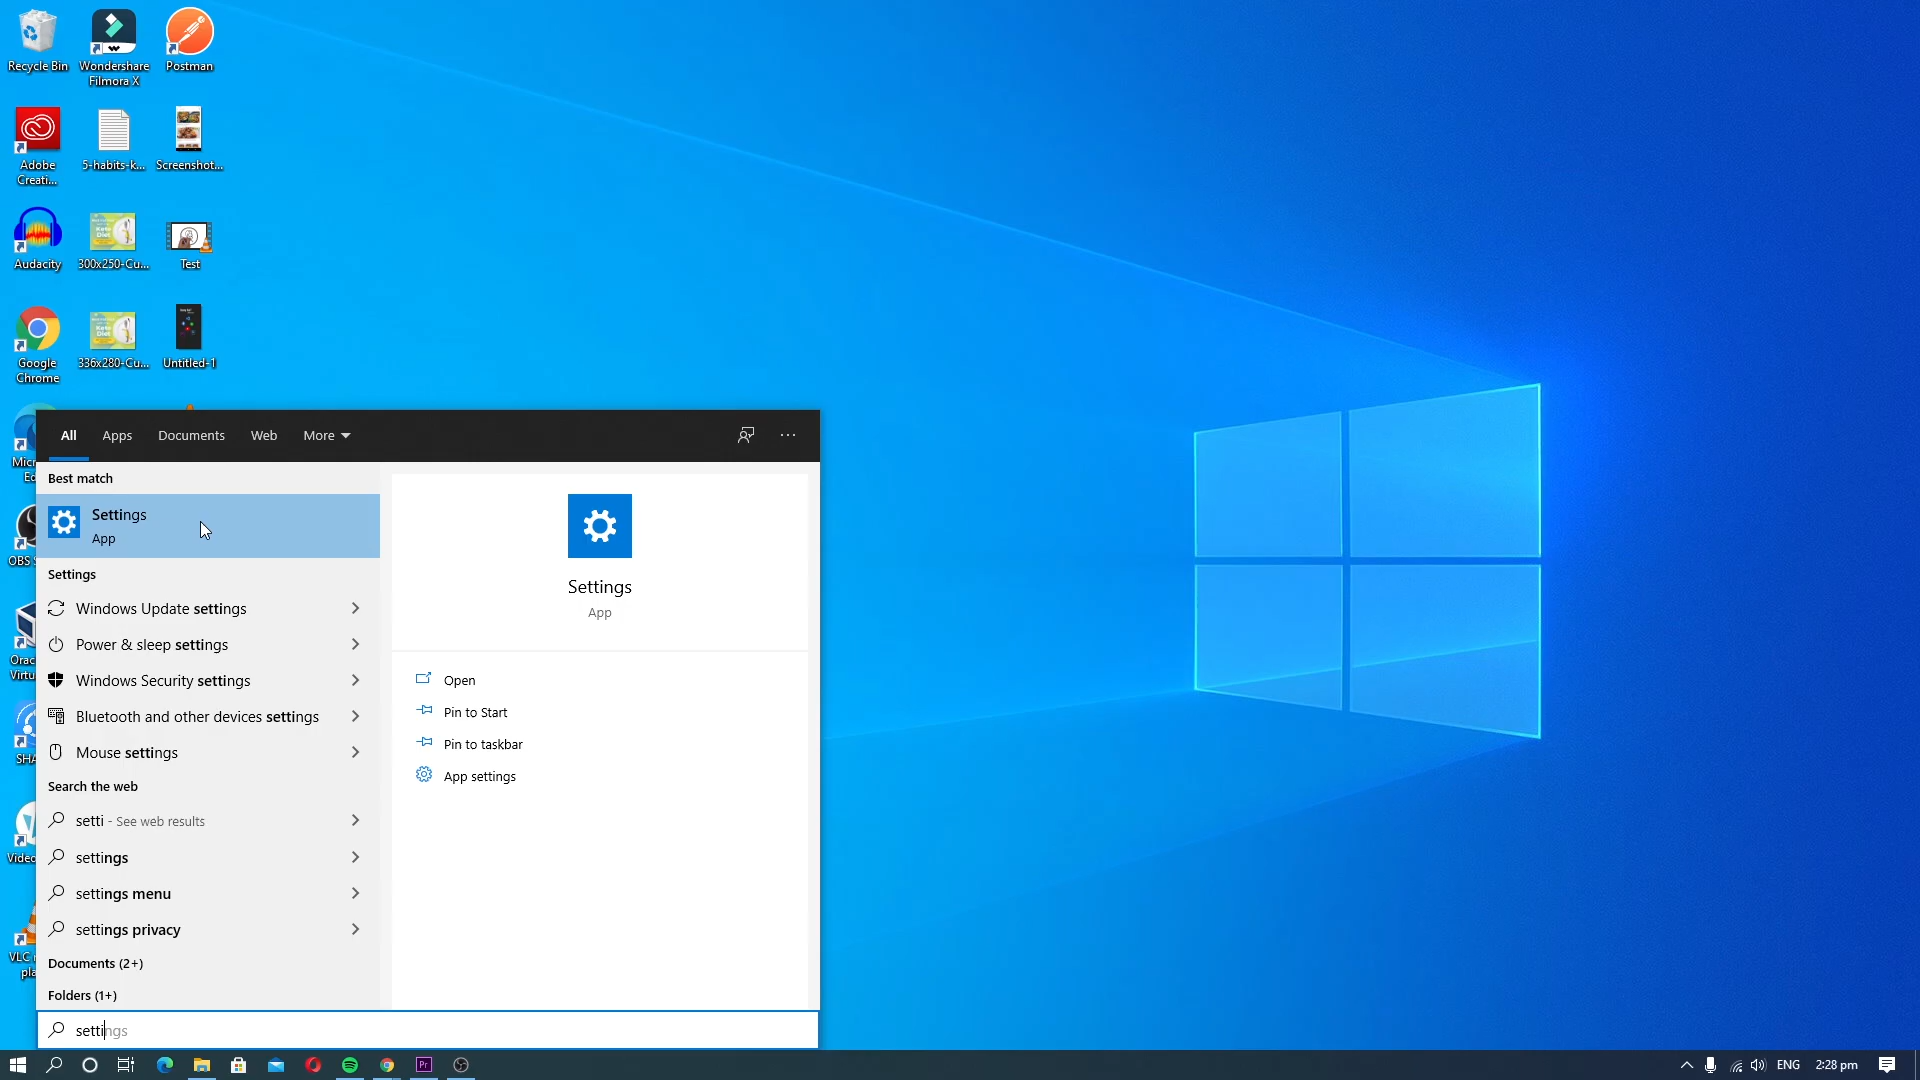 Recycle Bin
Wondershare
Filmora X
Postman
Adobe
Creati...
5-habits-k...
Screenshot...
Audacity
300x250-Cu...
Test
Google
Chrome
336x280-Cu...
Untitled-1
All
Apps
Documents
Web
More
Best match
Settings
App
Settings
Windows Update settings
Power & sleep settings
Windows Security settings
Bluetooth and other devices settings
Mouse settings
Search the web
setti - See web results
settings
settings menu
settings privacy
Documents (2+)
Folders (1+)
settings
Settings
App
Open
Pin to Start
Pin to taskbar
App settings
OBS
Video
VLC
Pr
ENG
2:28 pm